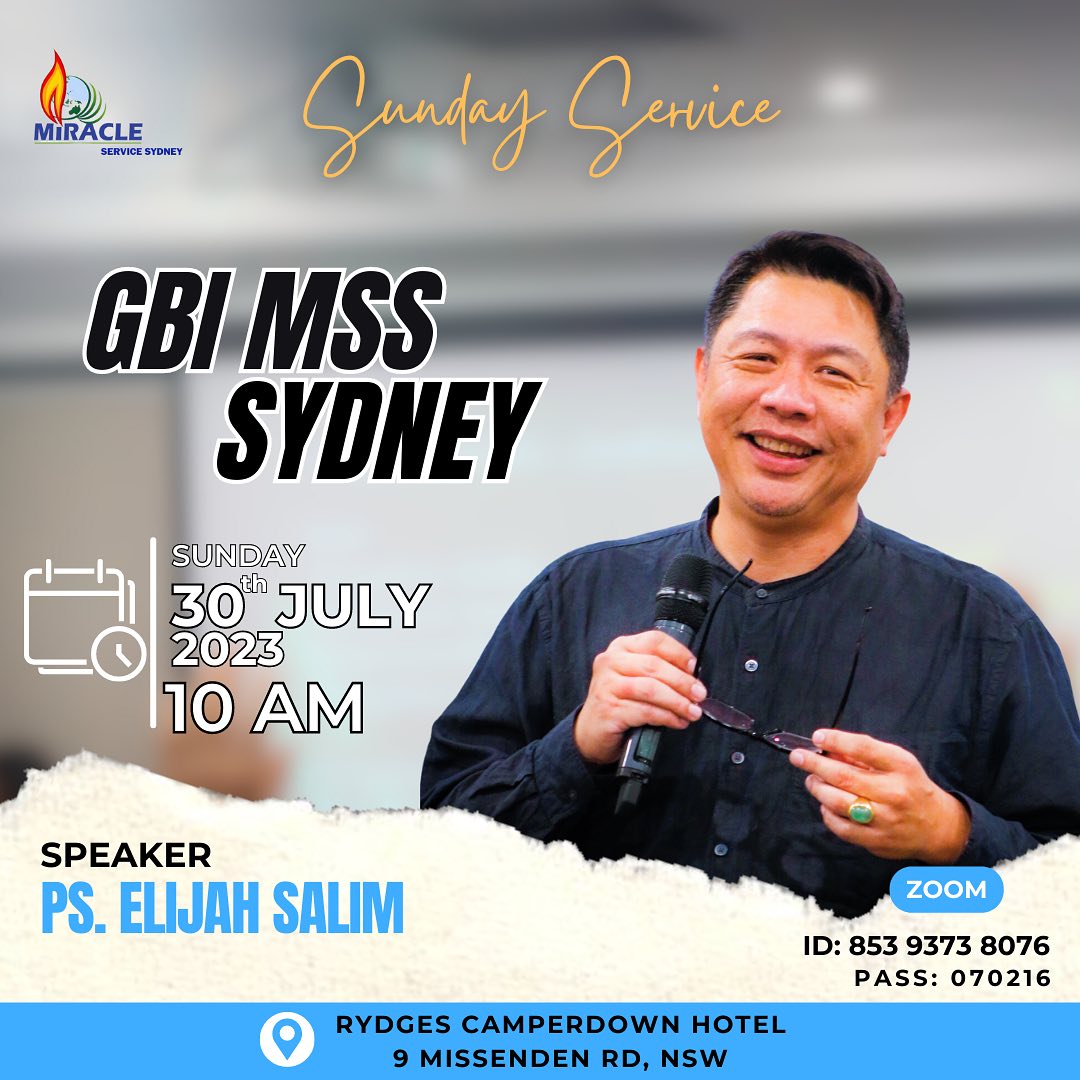 MiRACLE
SERVICE SYDNEY
Sunday Service
GBI MSS
SYDNEY
SUNDAY
30th JULY
2023
10 AM
SPEAKER
PS. ELIJAH SALIM
ZOOM
ID: 853 9373 8076
PASS: 070216
RYDGES CAMPERDOWN HOTEL
9 MISSENDEN RD, NSW